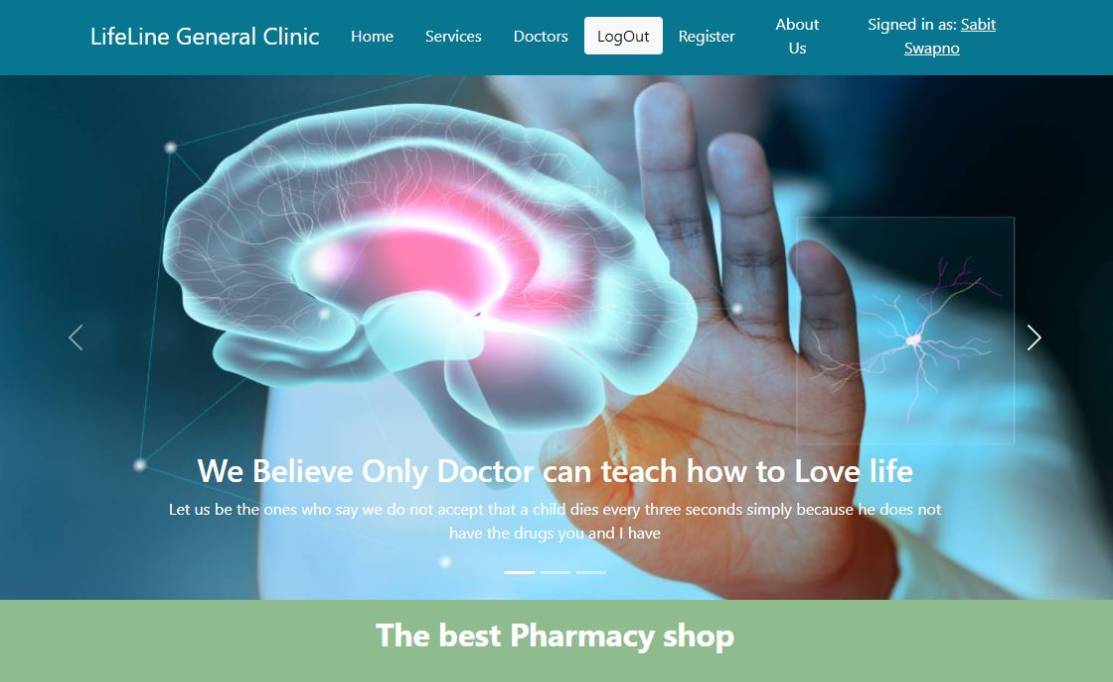 LifeLine General Clinic Home Services Doctors LogOut Register About Us Signed in as: Sabit Swapno
We Believe Only Doctor can teach how to Love life
Let us be the ones who say we do not accept that a child dies every three seconds simply because he does not
have the drugs you and I have
The best Pharmacy shop